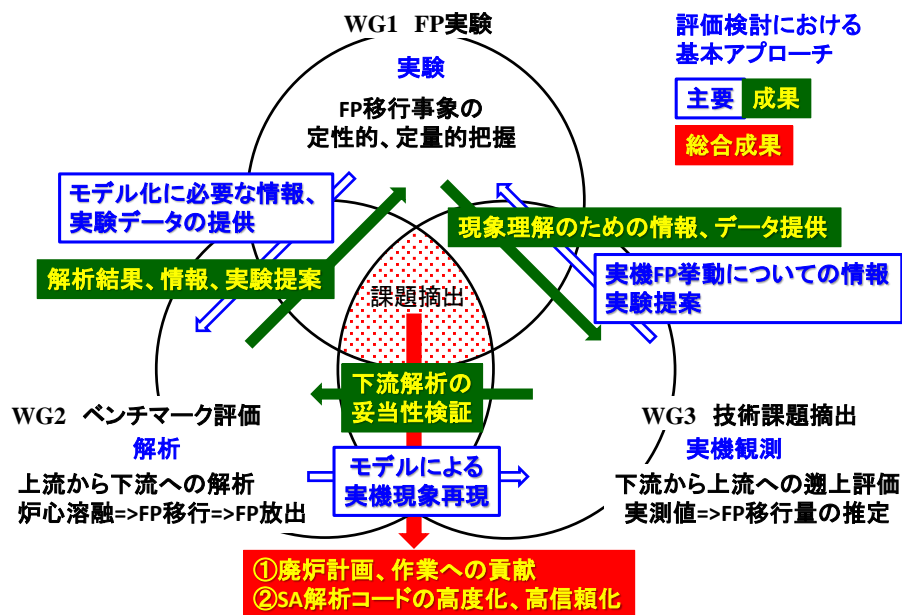 WG1 FP実験
実験
FP移行事象の
定性的、定量的把握
評価検討における
基本アプローチ
主要 成果
総合成果
モデル化に必要な情報、
実験データの提供
解析結果、情報、実験提案
現象理解のための情報、データ提供
実機FP挙動についての情報
実験提案
課題摘出
下流解析の
妥当性検証
モデルによる
実機現象再現
WG2 ベンチマーク評価
解析
上流から下流への解析
炉心溶融=>FP移行=>FP放出
WG3 技術課題摘出
実機観測
下流から上流への遡上評価
実測値=>FP移行量の推定
①廃炉計画、作業への貢献
②SA解析コードの高度化、高信頼化